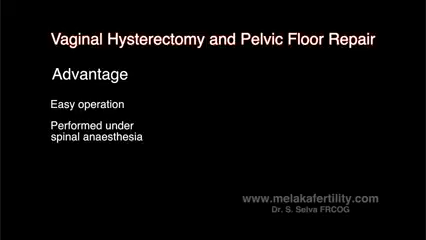 Vaginal Hysterectomy and Pelvic Floor Repair
Advantage
Easy operation
Performed under
spinal anaesthesia
www.melakafertility.com
Dr. S. Selva FRCOG